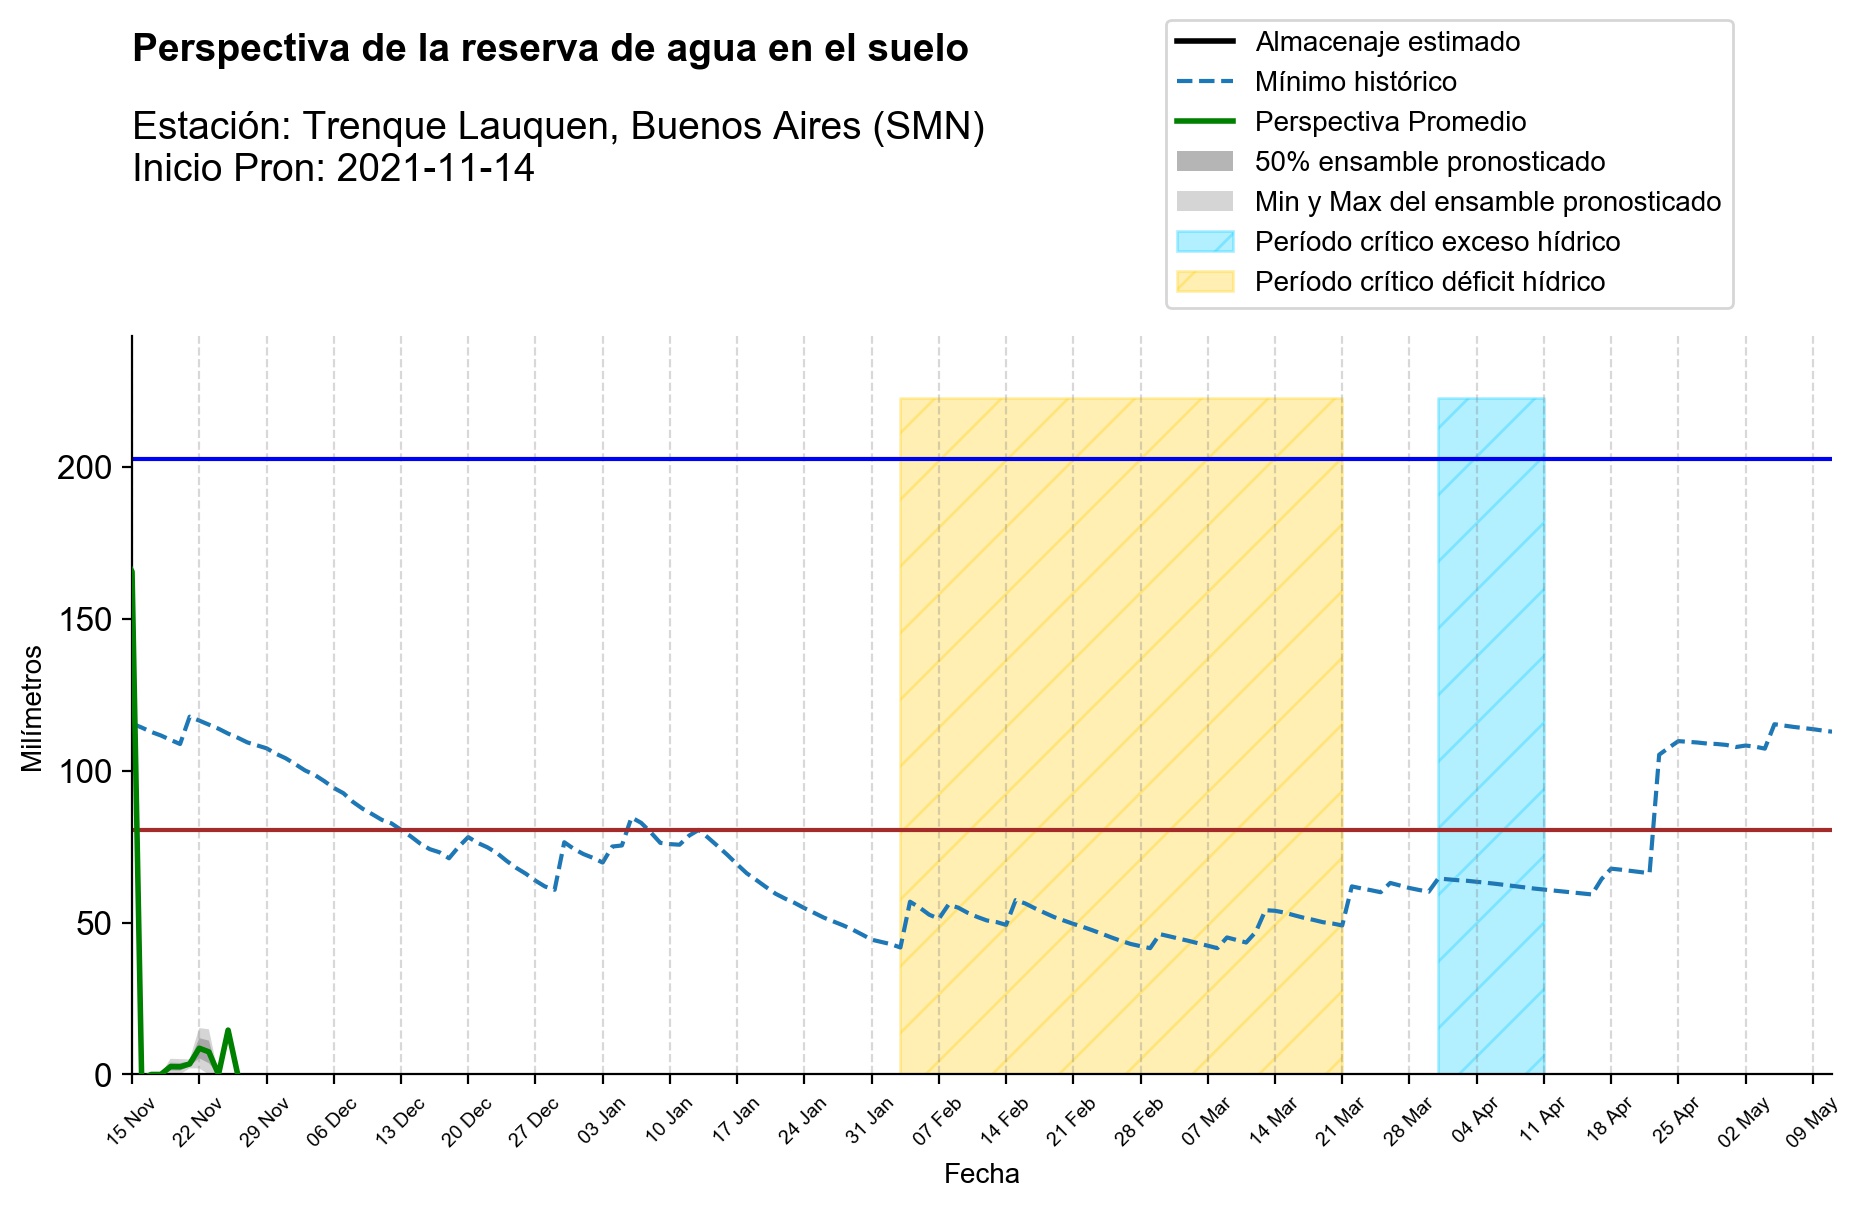 Perspectiva de la reserva de agua en el suelo
Estación: Trenque Lauquen, Buenos Aires (SMN)
Inicio Pron: 2021-11-14
Almacenaje estimado
Mínimo histórico
Perspectiva Promedio
50% ensamble pronosticado
Min y Max del ensamble pronosticado
Período crítico exceso hídrico
Período crítico déficit hídrico
Milímetros
200
150
100
50
0
15 Nov
22 Nov
29 Nov
06 Dec
13 Dec
20 Dec
27 Dec
03 Jan
10 Jan
17 Jan
24 Jan
31 Jan
07 Feb
14 Feb
21 Feb
28 Feb
07 Mar
14 Mar
21 Mar
28 Mar
04 Apr
11 Apr
18 Apr
25 Apr
02 May
09 May
Fecha